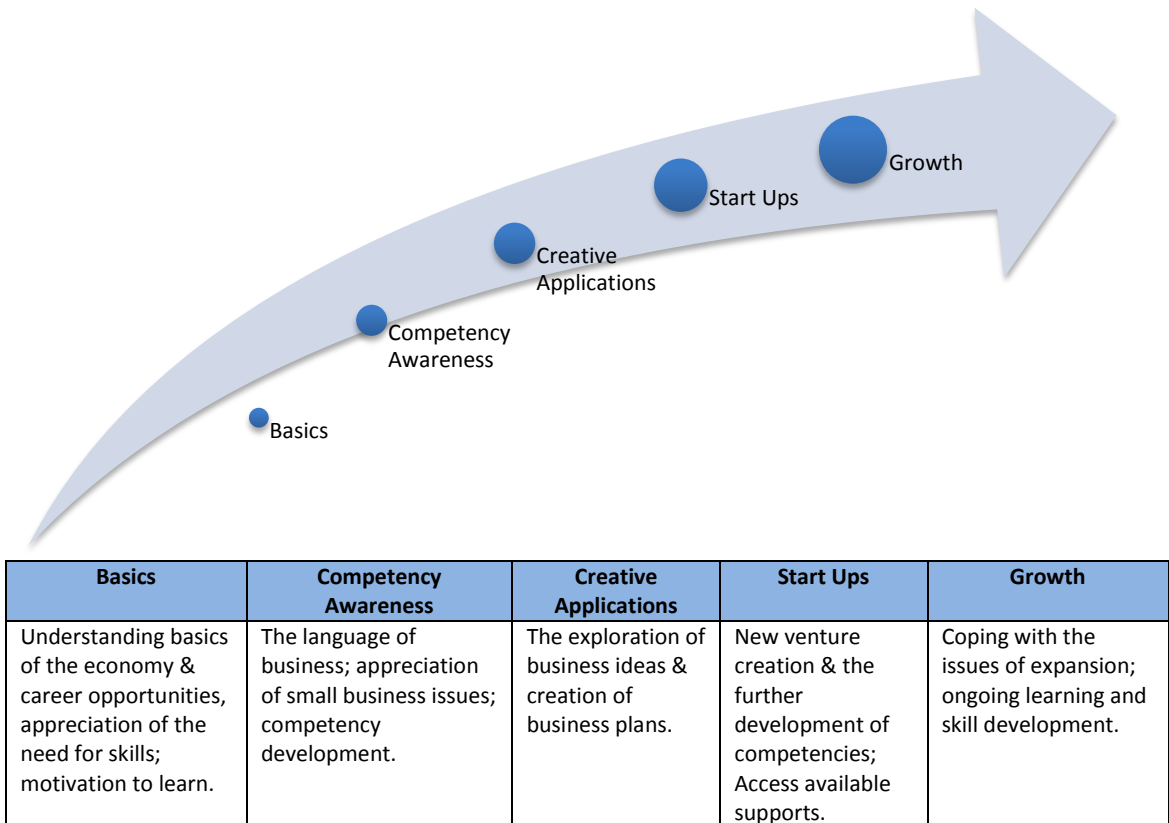 Growth
Start Ups
Creative
Applications
Competency
Awareness
Basics
Basics
Competency
Awareness
Creative
Applications
Start Ups
Growth
Understanding basics
of the economy &
career opportunities,
appreciation of the
need for skills;
motivation to learn.
The language of
business; appreciation
of small business issues;
competency
development.
The exploration of
business ideas &
creation of
business plans.
New venture
creation & the
further
development of
competencies;
Access available
supports.
Coping with the
issues of expansion;
ongoing learning and
skill development.